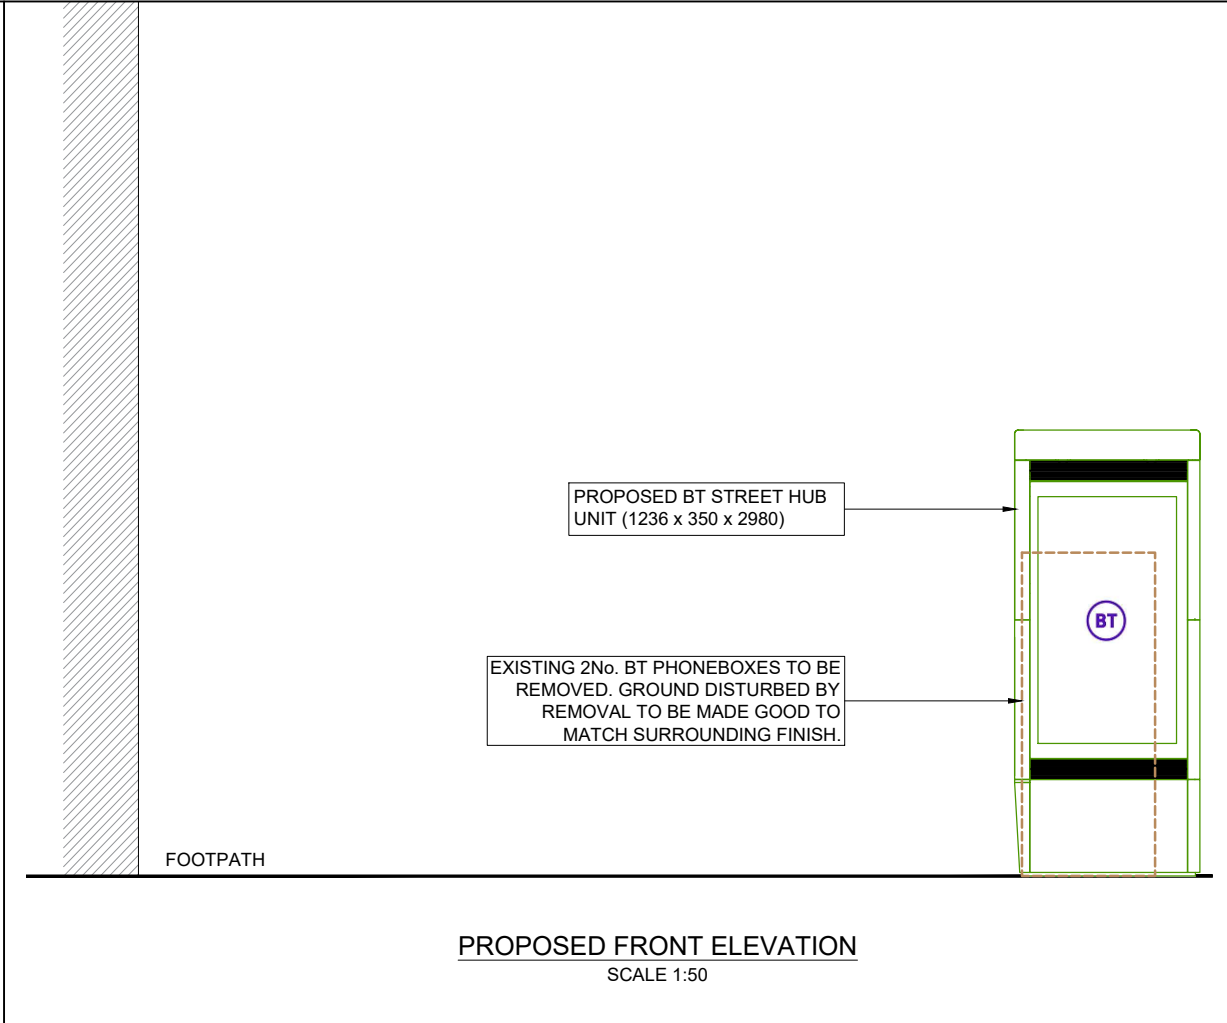 PROPOSED BT STREET HUB
UNIT (1236 x 350 x 2980)
BT
EXISTING 2No. BT PHONEBOXES TO BE
REMOVED. GROUND DISTURBED BY
REMOVAL TO BE MADE GOOD TO
MATCH SURROUNDING FINISH.
FOOTPATH
PROPOSED FRONT ELEVATION
SCALE 1:50